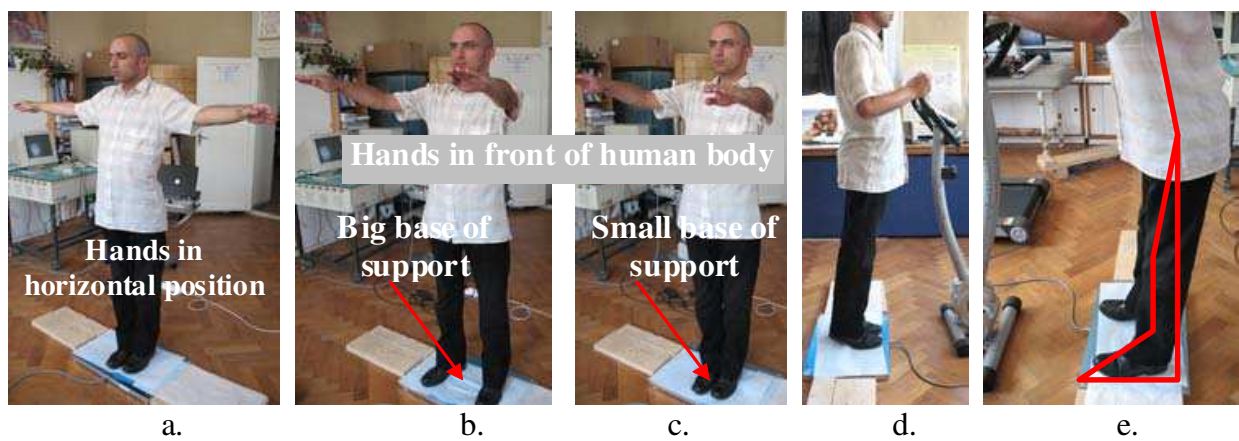 Hands in front of human body
Hands in
horizontal position
Big base of
support
Small base of
support
a.
b.
c.
d.
e.